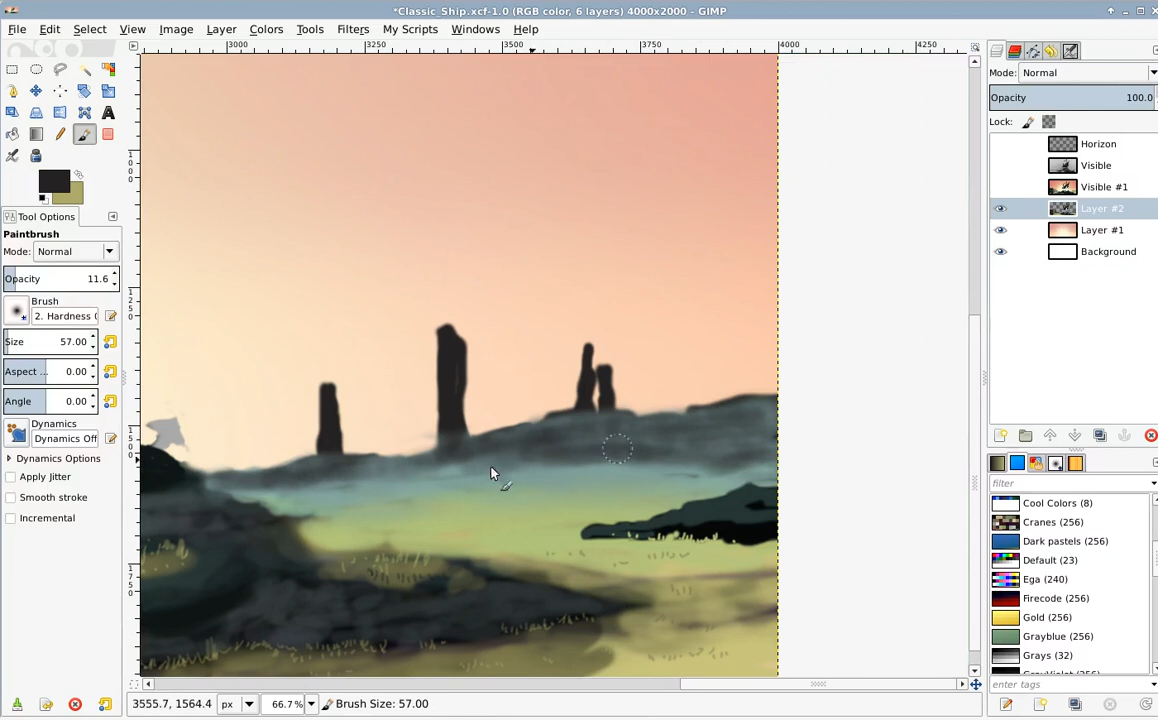 *Classic_Ship.xcf-1.0 (RGB color, 6 layers) 4000x2000 – GIMP
File Edit Select View Image Layer Colors Tools Filters My Scripts Windows Help
3000 3250 3500 3750 4000 4250
Mode: Normal
Opacity 100.0
Lock:
Horizon
Visible
Visible #1
Layer #2
Layer #1
Background
Tool Options
Paintbrush
Mode: Normal
Opacity 11.6
Brush
2. Hardness 0
Size 57.00
Aspect ... 0.00
Angle 0.00
Dynamics
Dynamics Off
Dynamics Options
Apply Jitter
Smooth stroke
Incremental
1000
1250
1500
1750
filter
Cool Colors (8)
Cranes (256)
Dark pastels (256)
Default (23)
Ega (240)
Firecode (256)
Gold (256)
Grayblue (256)
Grays (32)
enter tags
3555.7, 1564.4 px 66.7% Brush Size: 57.00